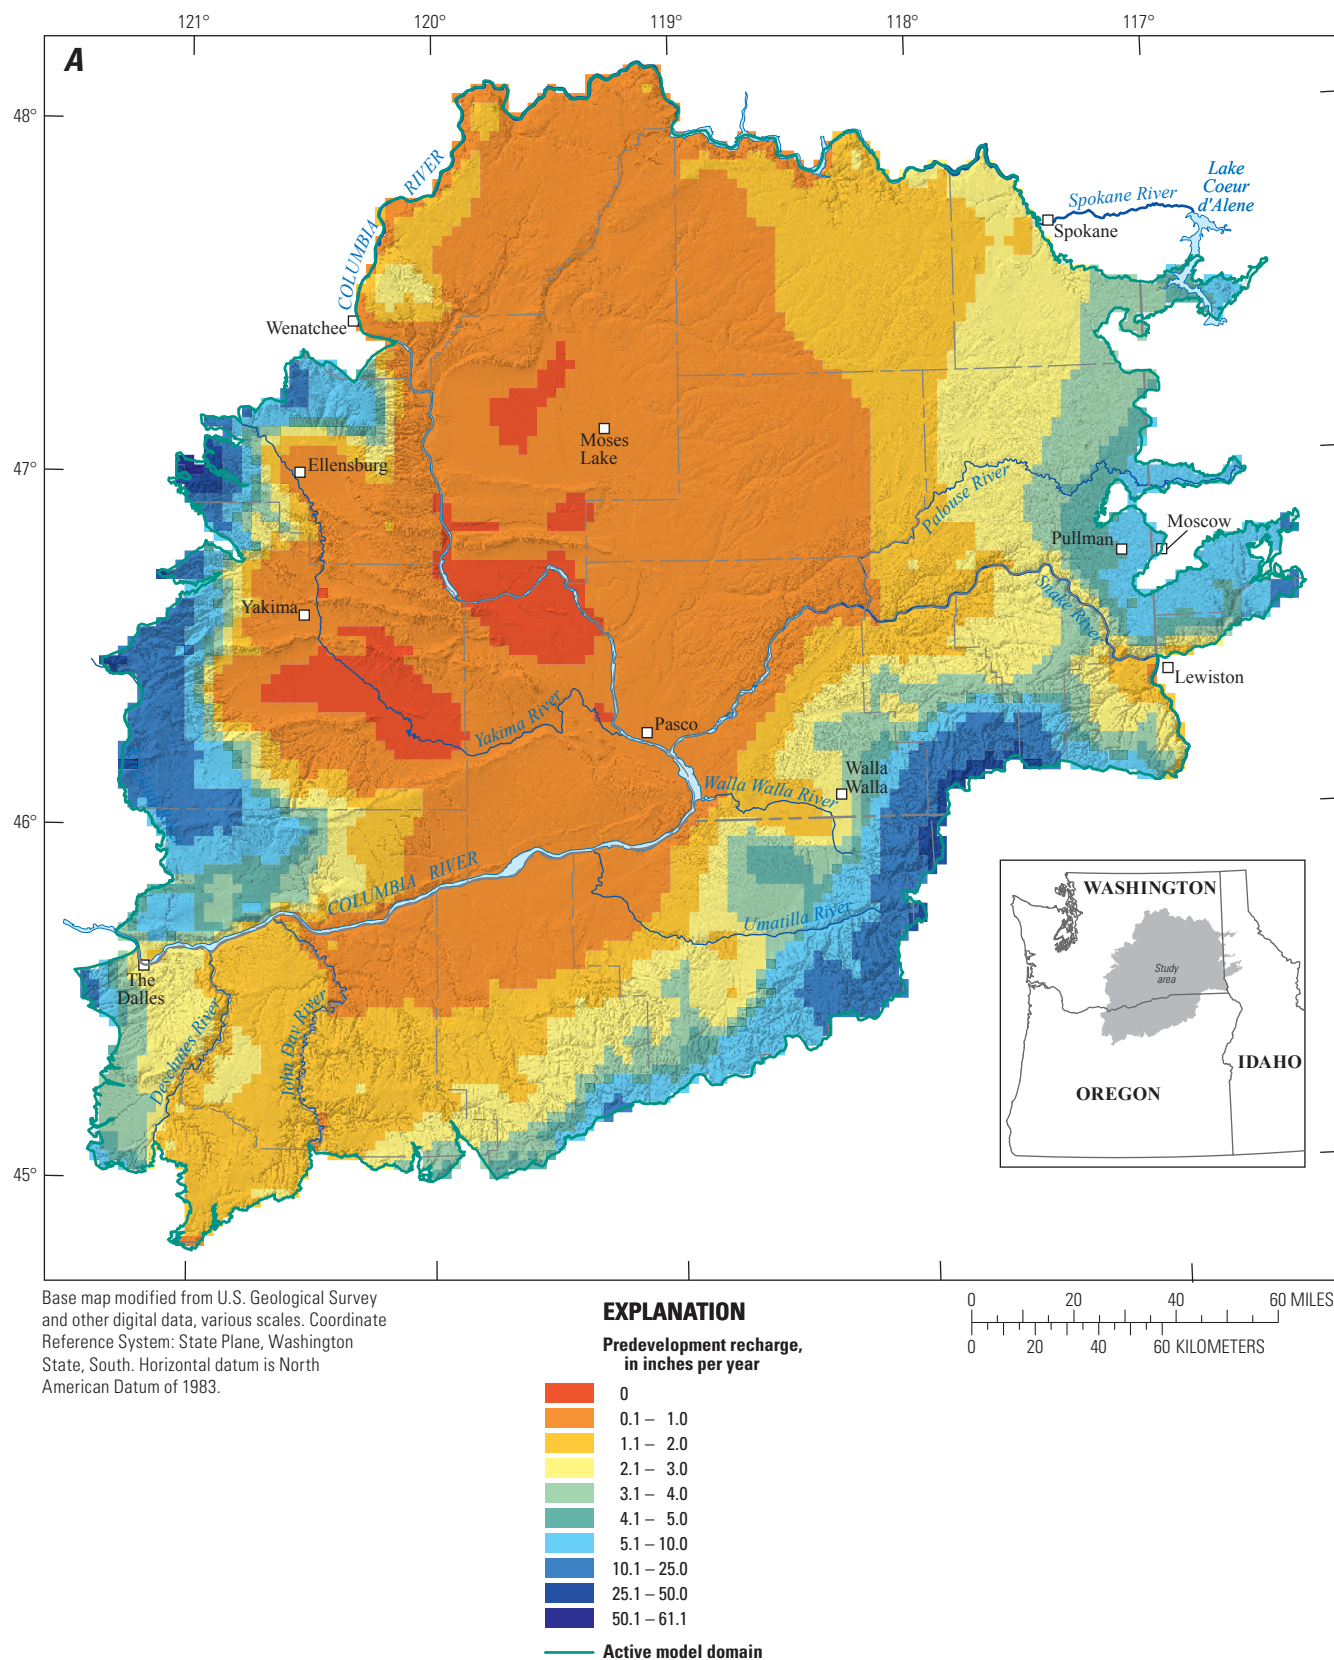 121°
120°
119°
118°
117°
A
48°
47°
46°
45°
COLUMBIA RIVER
Lake
Coeur
d'Alene
Spokane River
Spokane
Wenatchee
Moses
Lake
Ellensburg
Palouse River
Pullman
Moscow
Yakima
Snake River
Lewiston
Yakima River
Pasco
Walla
Walla
Walla Walla River
COLUMBIA RIVER
Umatilla River
The
Dalles
Deschutes River
John Day River
WASHINGTON
Study
area
OREGON
IDAHO
Base map modified from U.S. Geological Survey
and other digital data, various scales. Coordinate
Reference System: State Plane, Washington
State, South. Horizontal datum is North
American Datum of 1983.
0 20 40 60 MILES
0 20 40 60 KILOMETERS
EXPLANATION
Predevelopment recharge,
in inches per year
0
0.1 – 1.0
1.1 – 2.0
2.1 – 3.0
3.1 – 4.0
4.1 – 5.0
5.1 – 10.0
10.1 – 25.0
25.1 – 50.0
50.1 – 61.1
Active model domain